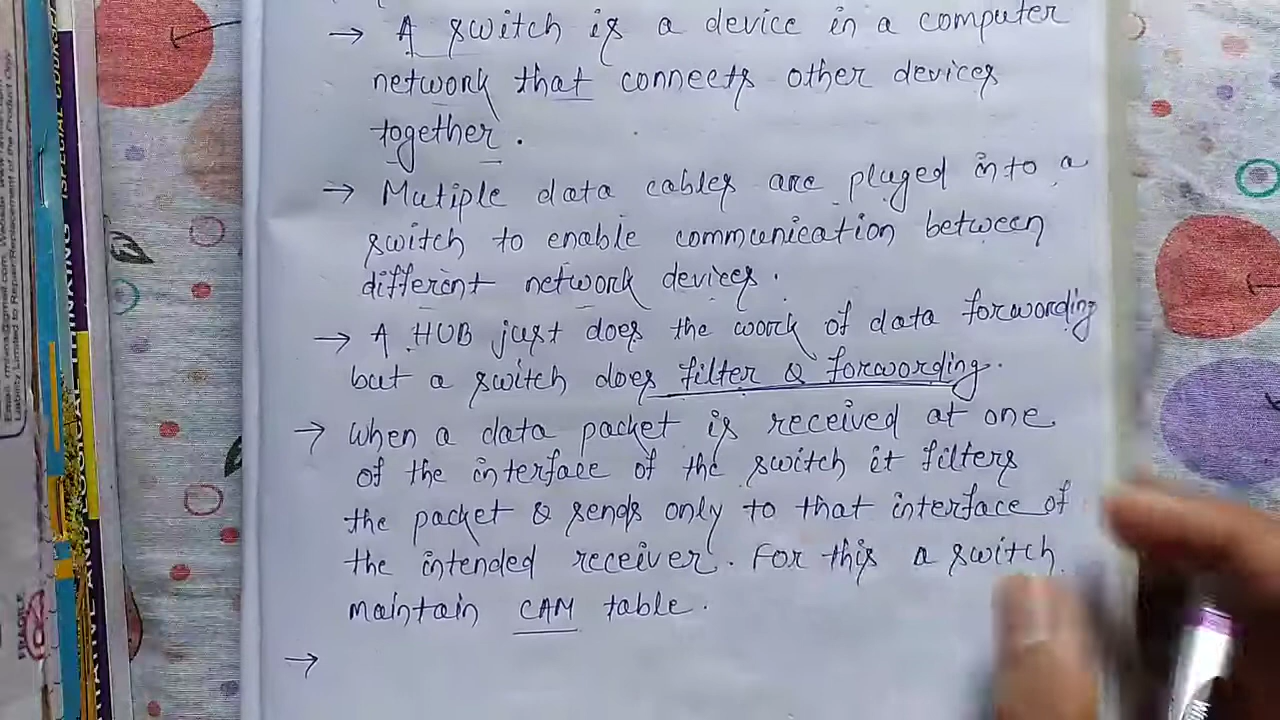 → A switch is a device in a computer
network that connects other devices
together.
→ Mutiple data cables are pluged into a
switch to enable communication between
different network devices.
→ A HUB just does the work of data forwording
but a switch does filter & forwording.
→ When a data packet is received at one
of the interface of the switch it filters
the packet & sends only to that interface of
the intended receiver. For this a switch
maintain CAM table.
→